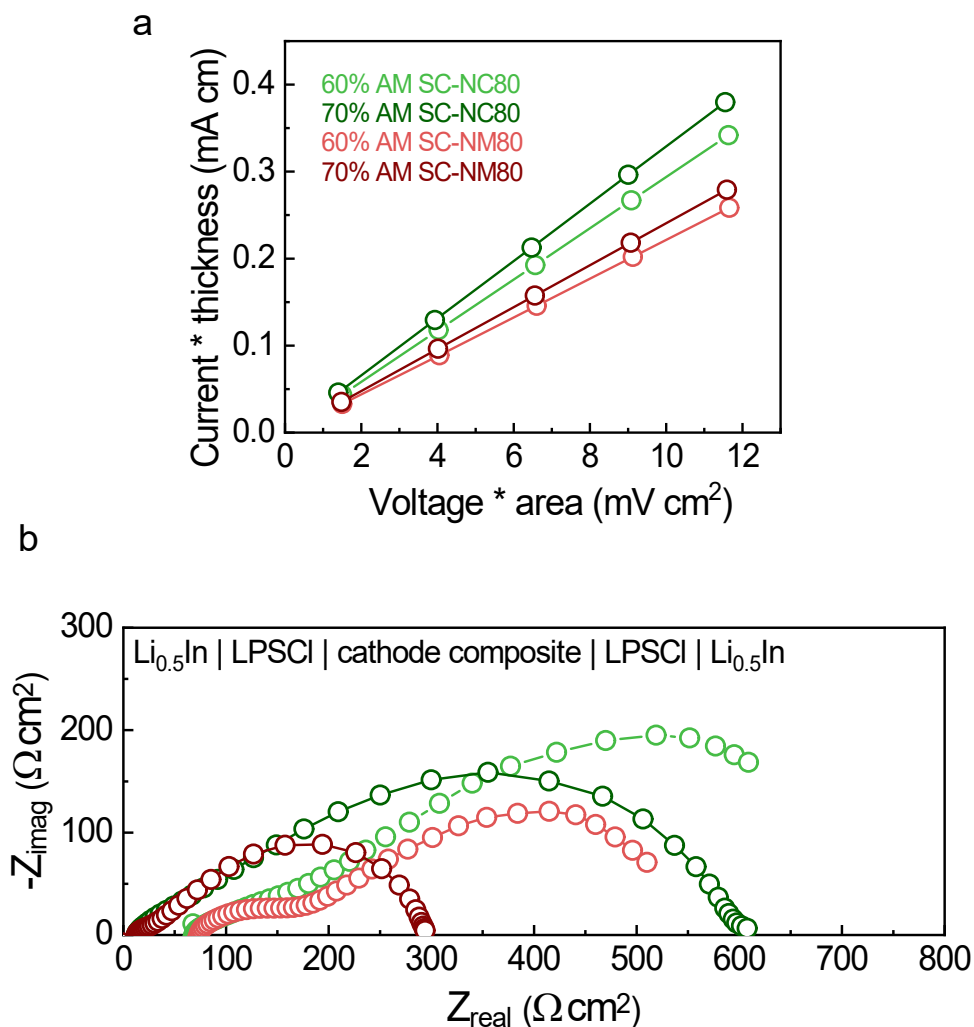 a
Current * thickness (mA cm)
0.4
0.3
0.2
0.1
0.0
60% AM SC-NC80
70% AM SC-NC80
60% AM SC-NM80
70% AM SC-NM80
0 2 4 6 8 10 12
Voltage * area (mV cm²)
b
-Z_imag (Ω cm²)
300
200
100
0
Li₀.₅In | LPSCl | cathode composite | LPSCl | Li₀.₅In
0 100 200 300 400 500 600 700 800
Z_real (Ω cm²)